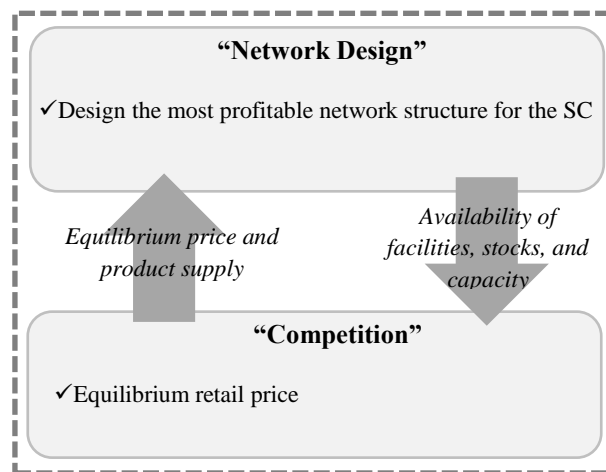 “Network Design”
✓Design the most profitable network structure for the SC
Equilibrium price and
product supply
Availability of
facilities, stocks, and
capacity
“Competition”
✓Equilibrium retail price